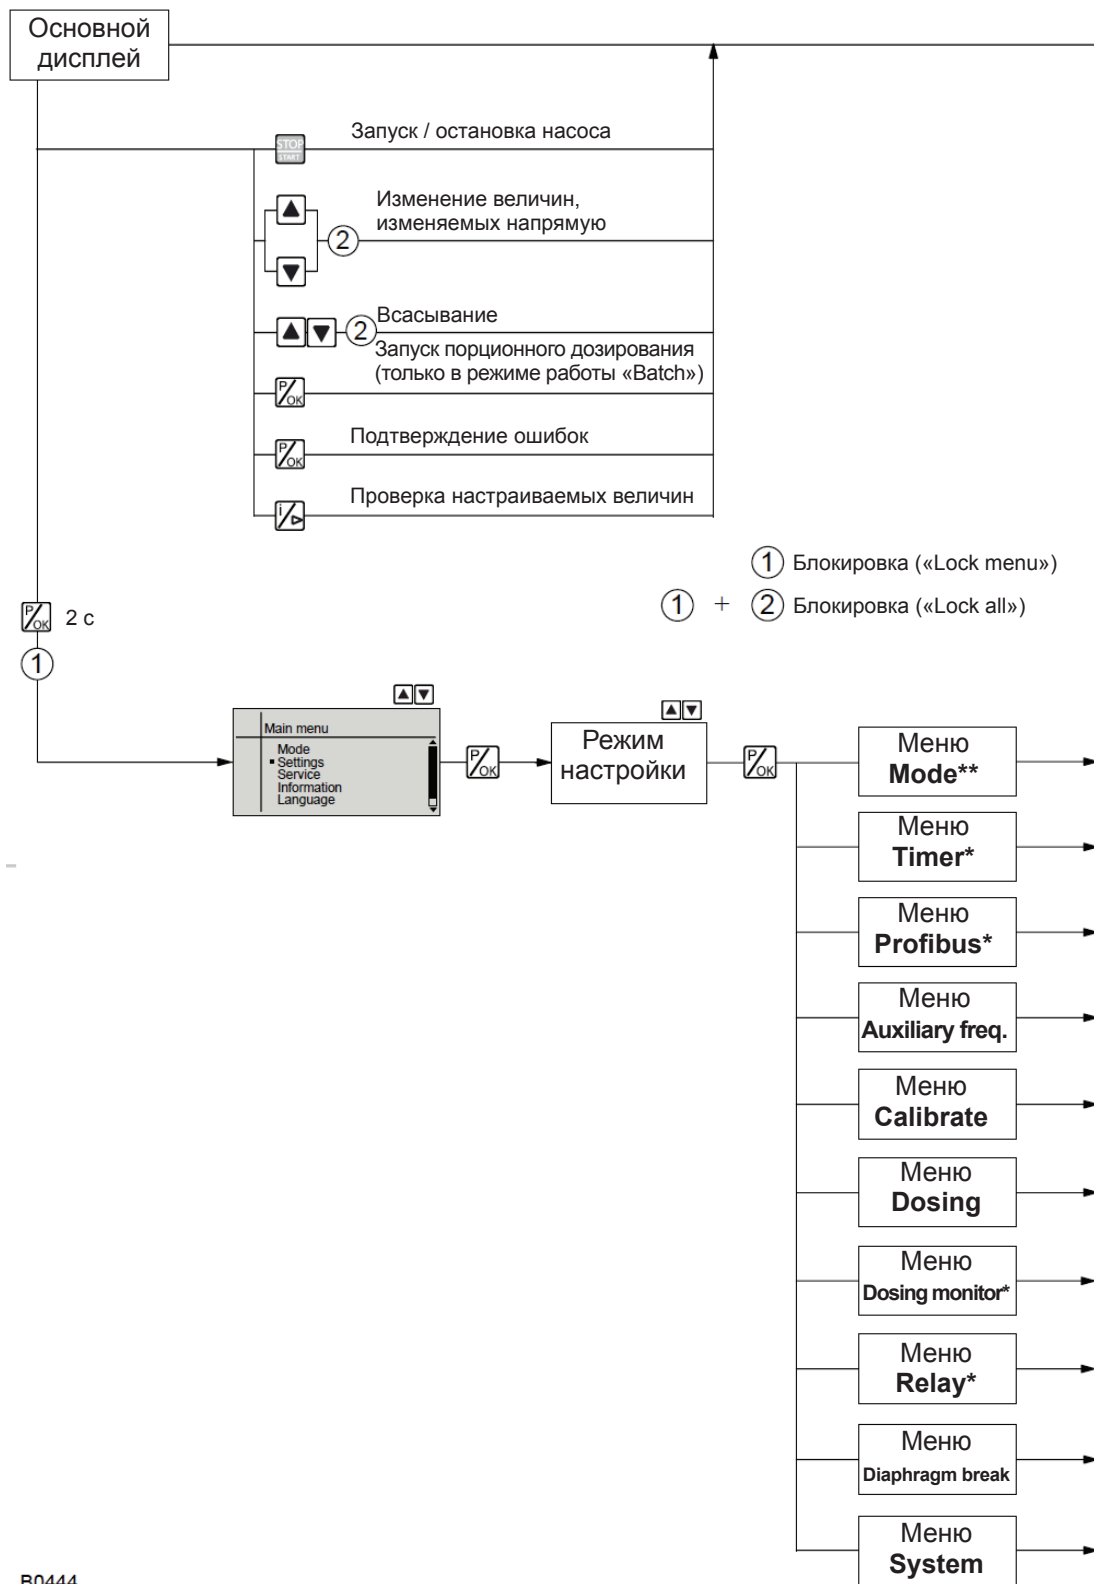 Основной
дисплей
STOP
START
Запуск / остановка насоса
Изменение величин,
изменяемых напрямую
2
Всасывание
2
Запуск порционного дозирования
(только в режиме работы «Batch»)
P/OK
Подтверждение ошибок
P/OK
Проверка настраиваемых величин
i/
1 Блокировка («Lock menu»)
1 + 2 Блокировка («Lock all»)
P/OK 2 с
1
Main menu
Mode
Settings
Service
Information
Language
P/OK
Режим
настройки
P/OK
Меню
Mode**
Меню
Timer*
Меню
Profibus*
Меню
Auxiliary freq.
Меню
Calibrate
Меню
Dosing
Меню
Dosing monitor*
Меню
Relay*
Меню
Diaphragm break
Меню
System
B0444